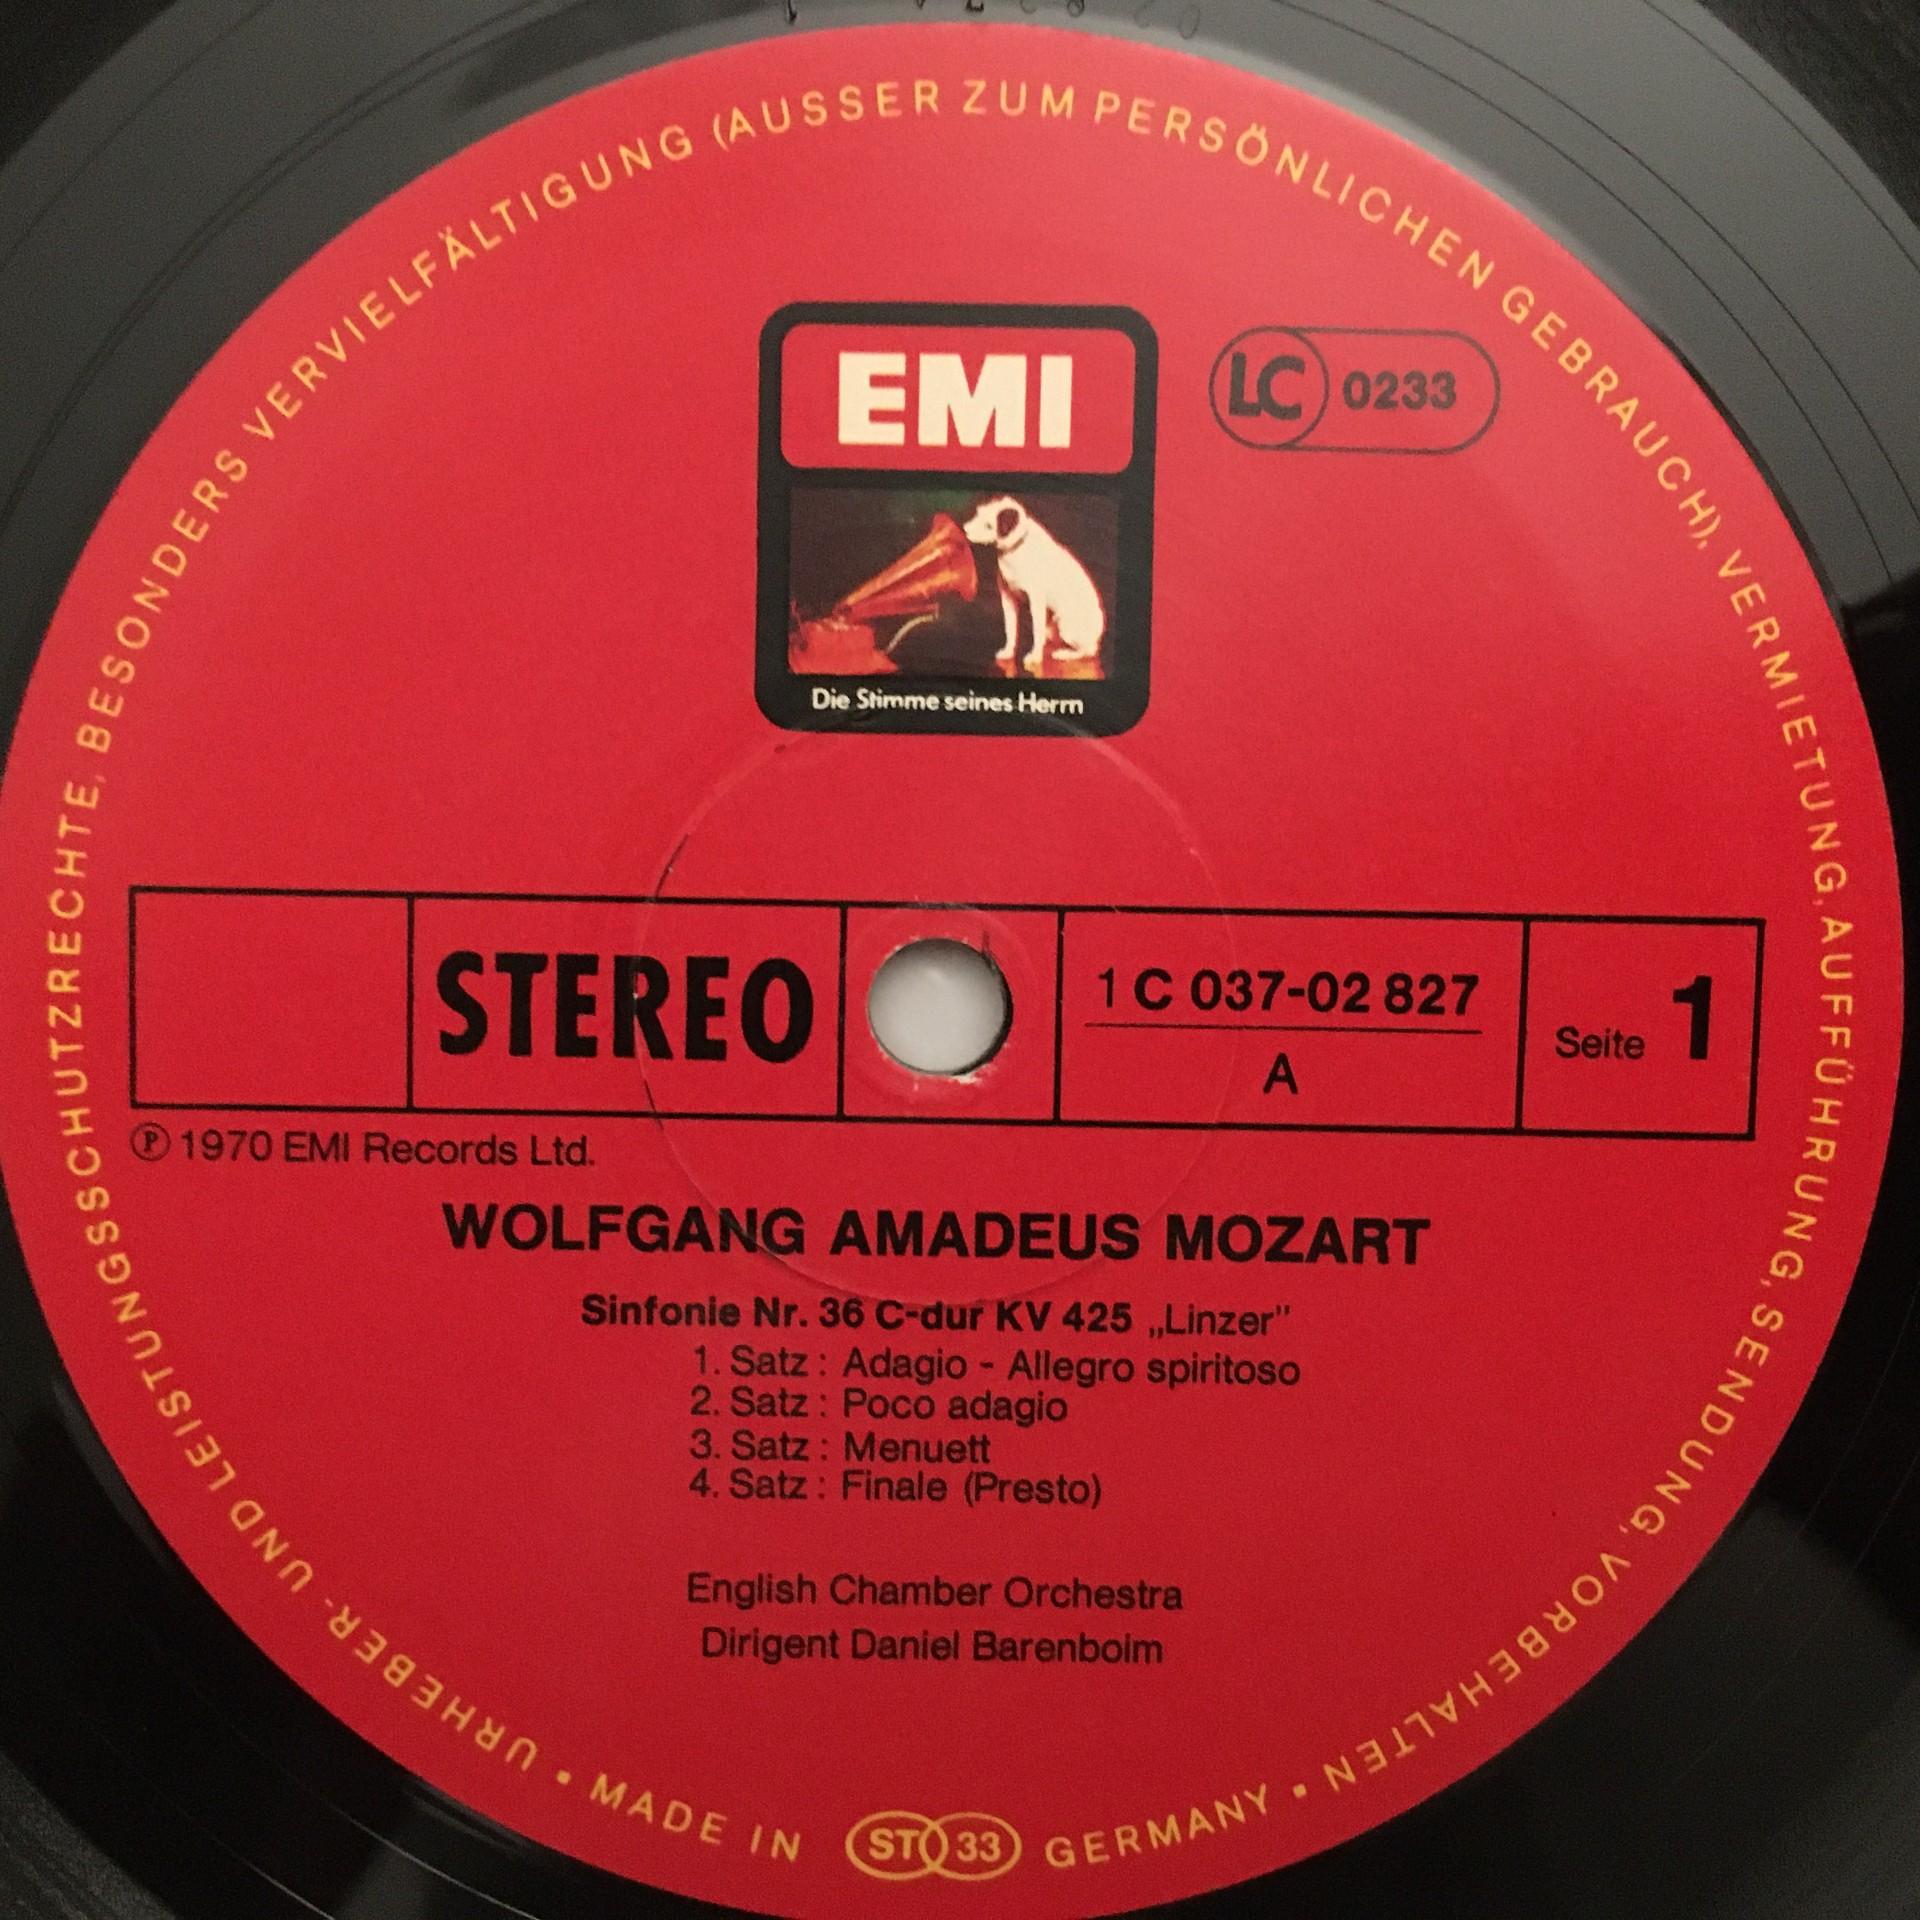 URHEBER- UND LEISTUNGSSCHUTZRECHTE, BESONDERS VERVIELFÄLTIGUNG (AUSSER ZUM PERSÖNLICHEN GEBRAUCH), VERMIETUNG, AUFFÜHRUNG, SENDUNG, VORBEHALTEN •
EMI
LC 0233
Die Stimme seines Herrn
STEREO
1 C 037-02 827
A
Seite 1
℗ 1970 EMI Records Ltd.
WOLFGANG AMADEUS MOZART
Sinfonie Nr. 36 C-dur KV 425 „Linzer"
1. Satz : Adagio - Allegro spiritoso
2. Satz : Poco adagio
3. Satz : Menuett
4. Satz : Finale (Presto)
English Chamber Orchestra
Dirigent Daniel Barenboim
• MADE IN ST 33 GERMANY